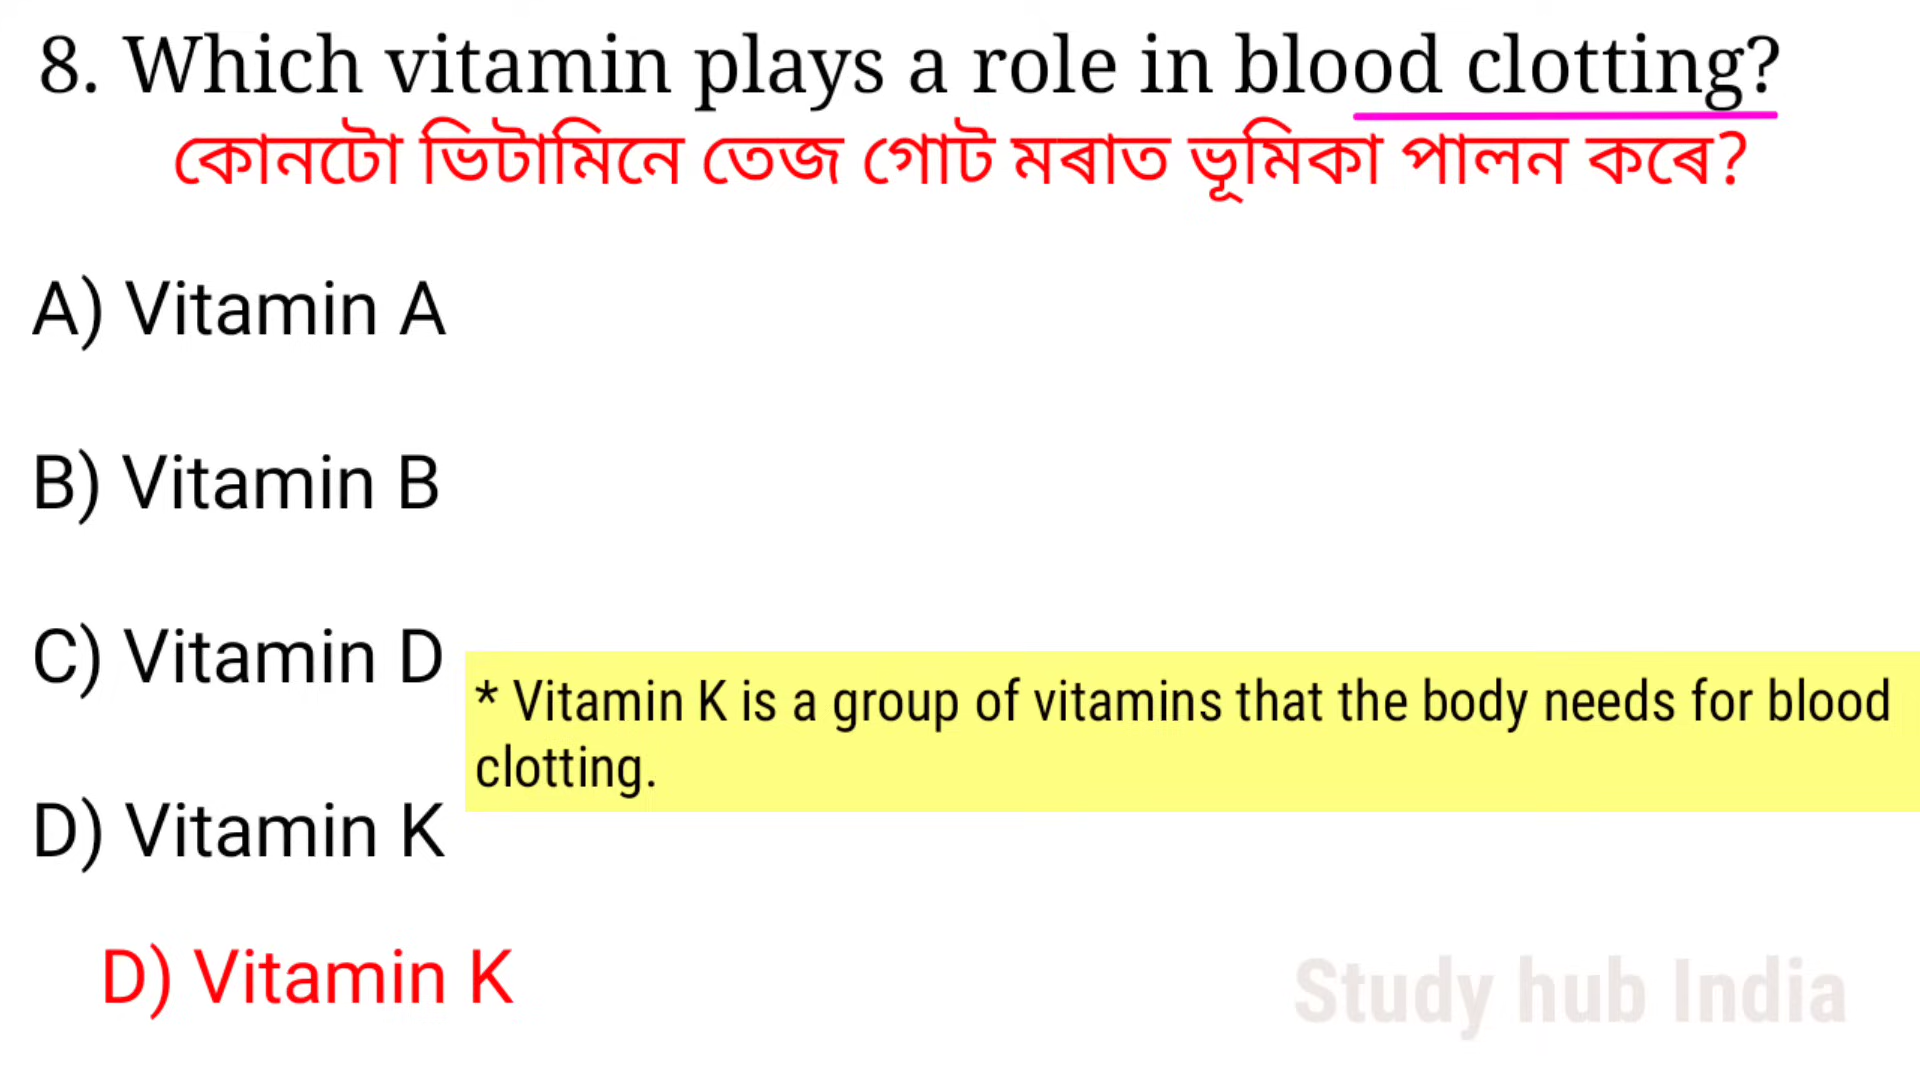 8. Which vitamin plays a role in blood clotting?
কোনটো ভিটামিনে তেজ গোট মৰাত ভূমিকা পালন কৰে?
A) Vitamin A
B) Vitamin B
C) Vitamin D
* Vitamin K is a group of vitamins that the body needs for blood
clotting.
D) Vitamin K
D) Vitamin K
Study hub India